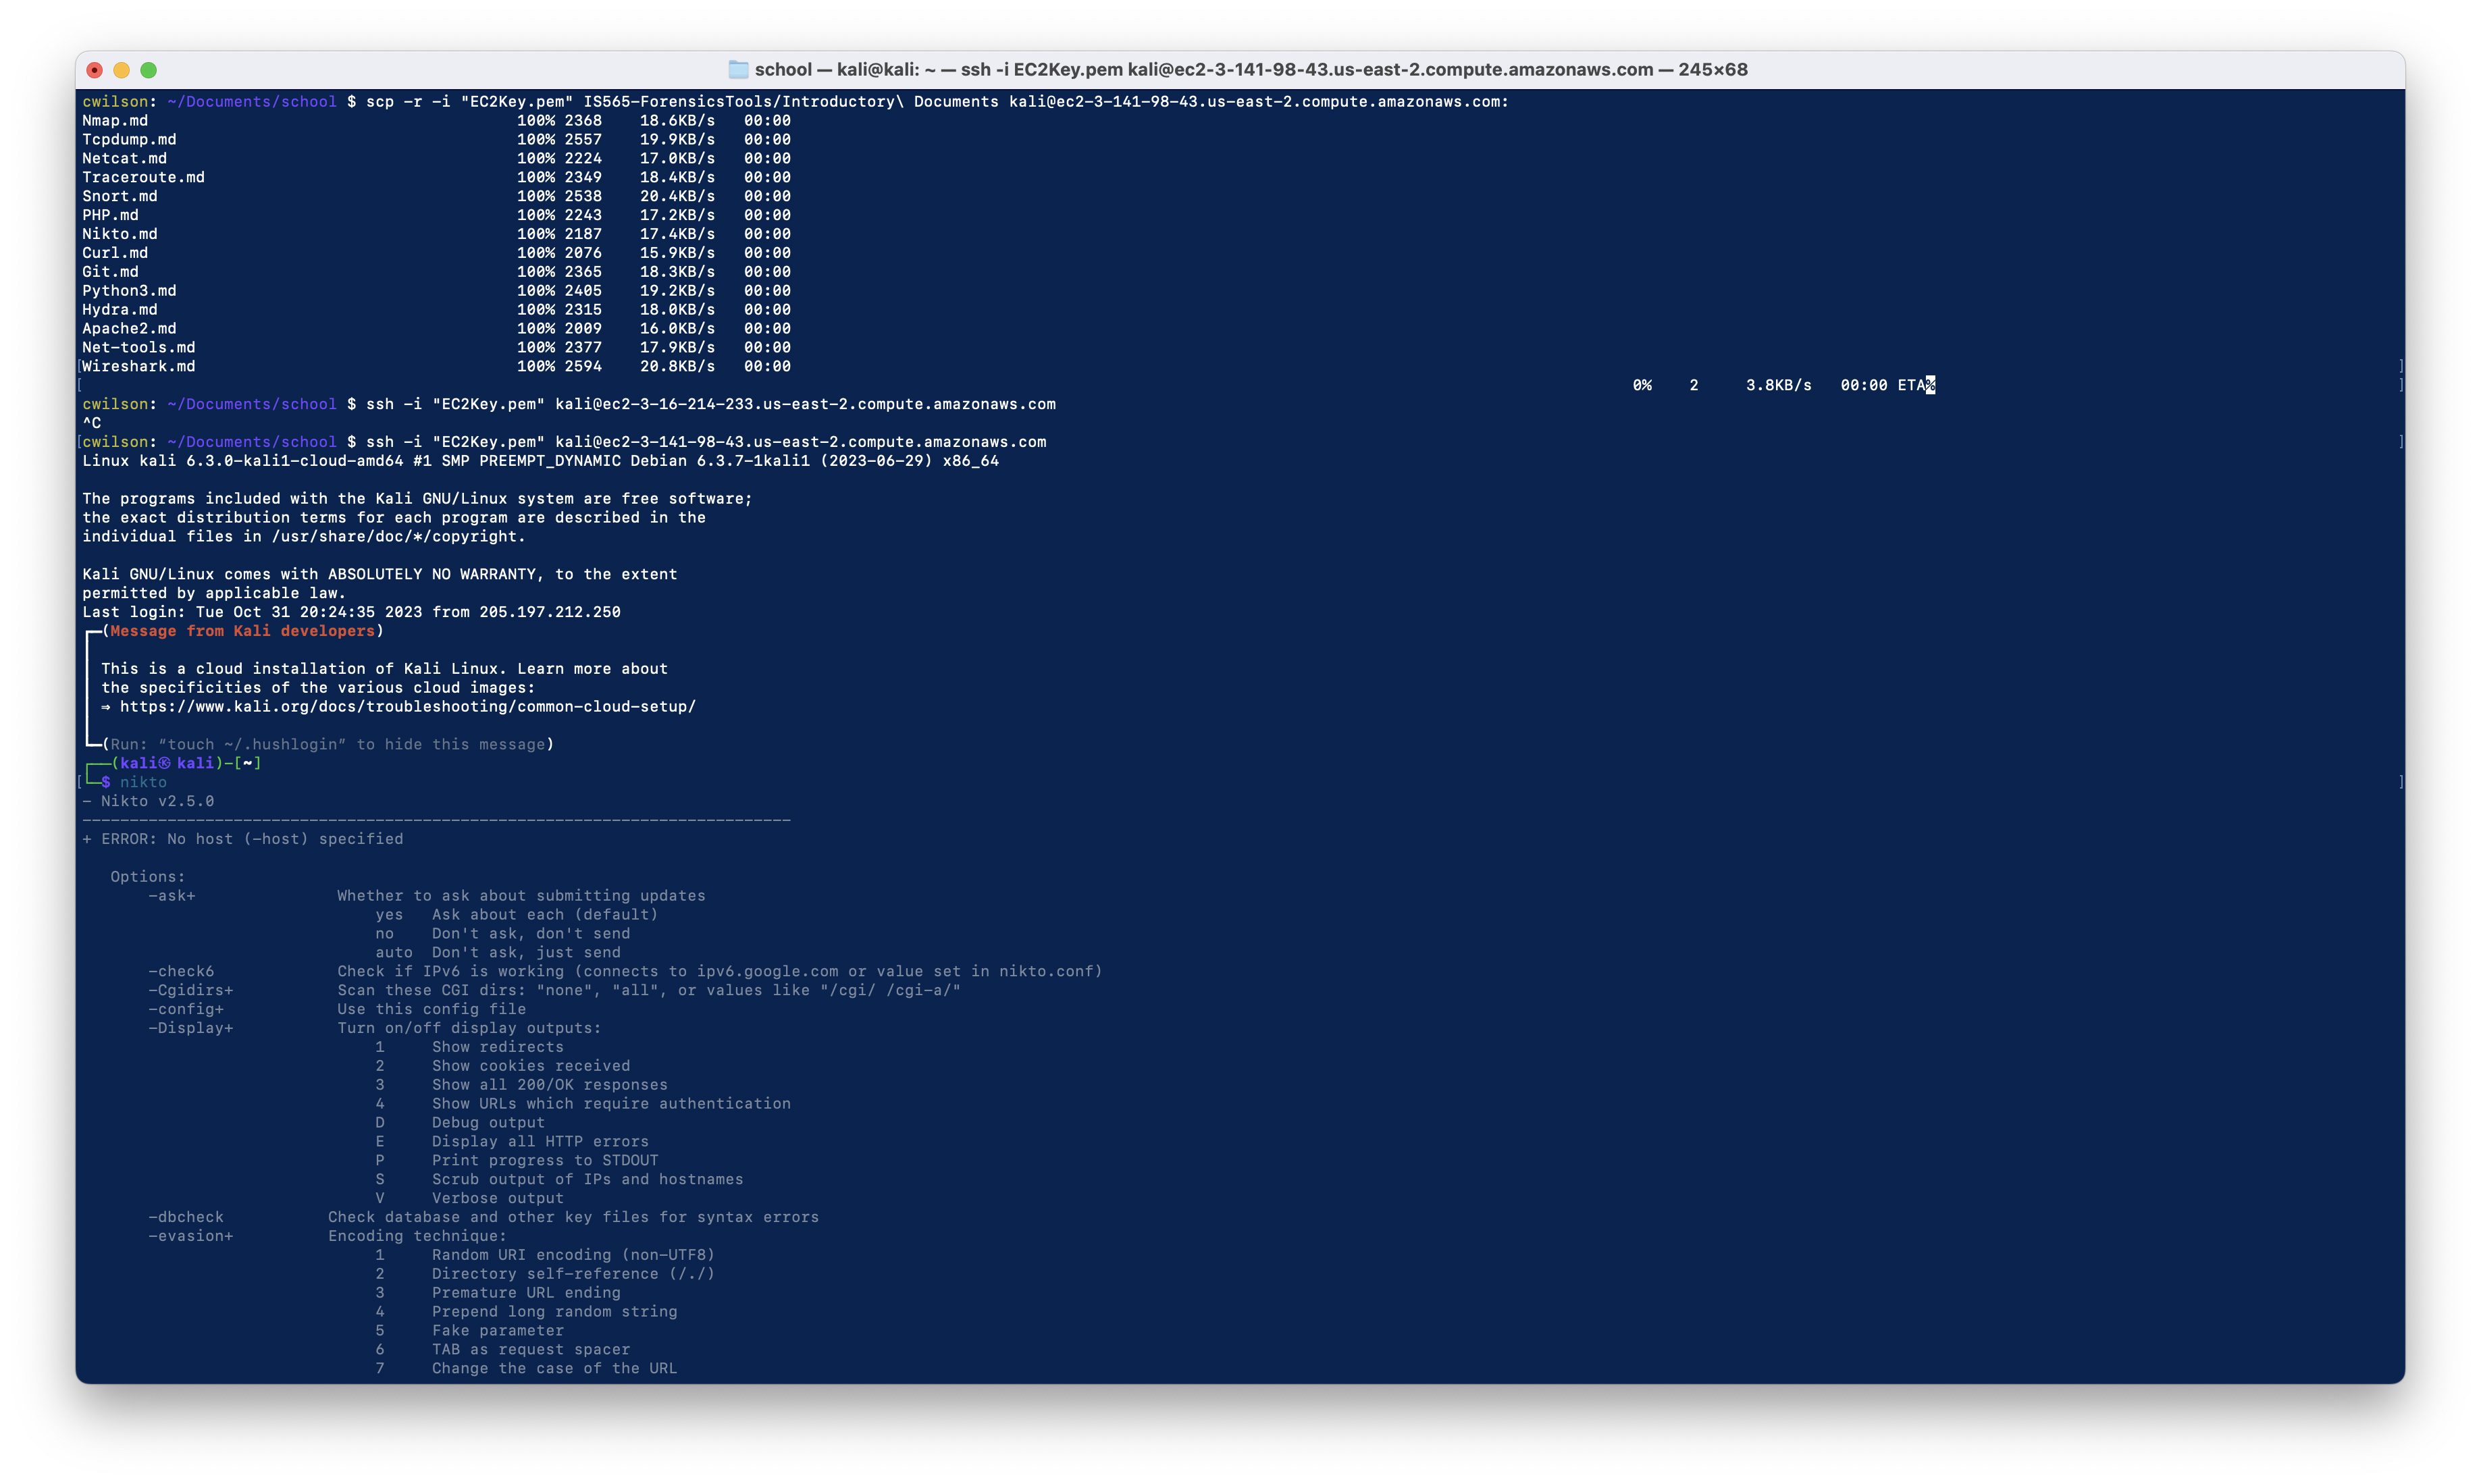 school — kali@kali: ~ — ssh -i EC2Key.pem kali@ec2-3-141-98-43.us-east-2.compute.amazonaws.com — 245×68
cwilson: ~/Documents/school $ scp -r -i "EC2Key.pem" IS565-ForensicsTools/Introductory\ Documents kali@ec2-3-141-98-43.us-east-2.compute.amazonaws.com:
Nmap.md 100% 2368 18.6KB/s 00:00
Tcpdump.md 100% 2557 19.9KB/s 00:00
Netcat.md 100% 2224 17.0KB/s 00:00
Traceroute.md 100% 2349 18.4KB/s 00:00
Snort.md 100% 2538 20.4KB/s 00:00
PHP.md 100% 2243 17.2KB/s 00:00
Nikto.md 100% 2187 17.4KB/s 00:00
Curl.md 100% 2076 15.9KB/s 00:00
Git.md 100% 2365 18.3KB/s 00:00
Python3.md 100% 2405 19.2KB/s 00:00
Hydra.md 100% 2315 18.0KB/s 00:00
Apache2.md 100% 2009 16.0KB/s 00:00
Net-tools.md 100% 2377 17.9KB/s 00:00
[Wireshark.md 100% 2594 20.8KB/s 00:00 ]
[ 0% 2 3.8KB/s 00:00 ETA% ]
cwilson: ~/Documents/school $ ssh -i "EC2Key.pem" kali@ec2-3-16-214-233.us-east-2.compute.amazonaws.com
^C
[cwilson: ~/Documents/school $ ssh -i "EC2Key.pem" kali@ec2-3-141-98-43.us-east-2.compute.amazonaws.com ]
Linux kali 6.3.0-kali1-cloud-amd64 #1 SMP PREEMPT_DYNAMIC Debian 6.3.7-1kali1 (2023-06-29) x86_64
The programs included with the Kali GNU/Linux system are free software;
the exact distribution terms for each program are described in the
individual files in /usr/share/doc/*/copyright.
Kali GNU/Linux comes with ABSOLUTELY NO WARRANTY, to the extent
permitted by applicable law.
Last login: Tue Oct 31 20:24:35 2023 from 205.197.212.250
┏━(Message from Kali developers)
┃ This is a cloud installation of Kali Linux. Learn more about
┃ the specificities of the various cloud images:
┃ ⇒ https://www.kali.org/docs/troubleshooting/common-cloud-setup/
┗━(Run: “touch ~/.hushlogin” to hide this message)
┌──(kali㉿kali)-[~]
[└─$ nikto ]
- Nikto v2.5.0
---------------------------------------------------------------------------
+ ERROR: No host (-host) specified
Options:
-ask+ Whether to ask about submitting updates
yes Ask about each (default)
no Don't ask, don't send
auto Don't ask, just send
-check6 Check if IPv6 is working (connects to ipv6.google.com or value set in nikto.conf)
-Cgidirs+ Scan these CGI dirs: "none", "all", or values like "/cgi/ /cgi-a/"
-config+ Use this config file
-Display+ Turn on/off display outputs:
1 Show redirects
2 Show cookies received
3 Show all 200/OK responses
4 Show URLs which require authentication
D Debug output
E Display all HTTP errors
P Print progress to STDOUT
S Scrub output of IPs and hostnames
V Verbose output
-dbcheck Check database and other key files for syntax errors
-evasion+ Encoding technique:
1 Random URI encoding (non-UTF8)
2 Directory self-reference (/./)
3 Premature URL ending
4 Prepend long random string
5 Fake parameter
6 TAB as request spacer
7 Change the case of the URL